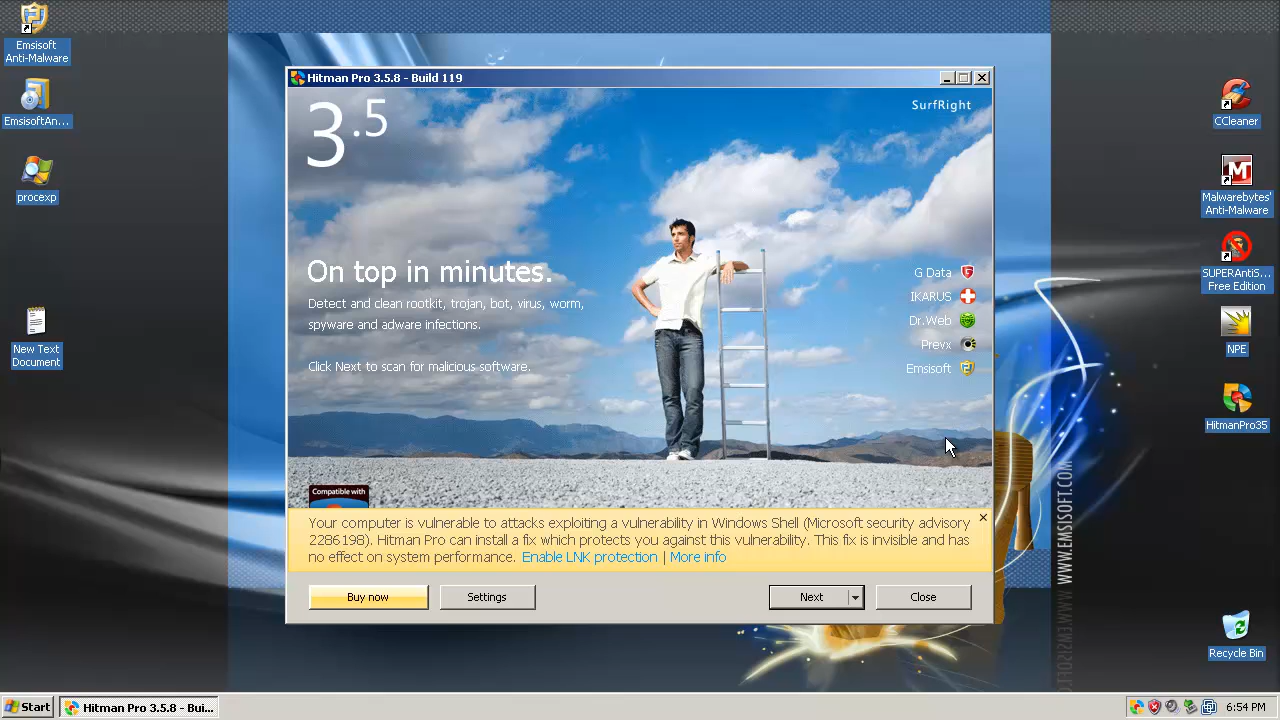 Emsisoft
Anti-Malware
EmsisoftAn...
procexp
New Text
Document
Hitman Pro 3.5.8 - Build 119
3.5
SurfRight
On top in minutes.
Detect and clean rootkit, trojan, bot, virus, worm,
spyware and adware infections.
Click Next to scan for malicious software.
G Data
IKARUS
Dr.Web
Prevx
Emsisoft
Compatible with
Your computer is vulnerable to attacks exploiting a vulnerability in Windows Shell Microsoft security advisory
2286198). Hitman Pro can install a fix which protects you against this vulnerability. This fix is invisible and has
no effect on system performance. Enable LNK protection | More info
Buy now
Settings
Next
Close
CCleaner
Malwarebytes
Anti-Malware
SUPERAntiS...
Free Edition
NPE
HitmanPro35
WWW.EMSISOFT.COM
Recycle Bin
Start
Hitman Pro 3.5.8 - Bui...
6:54 PM